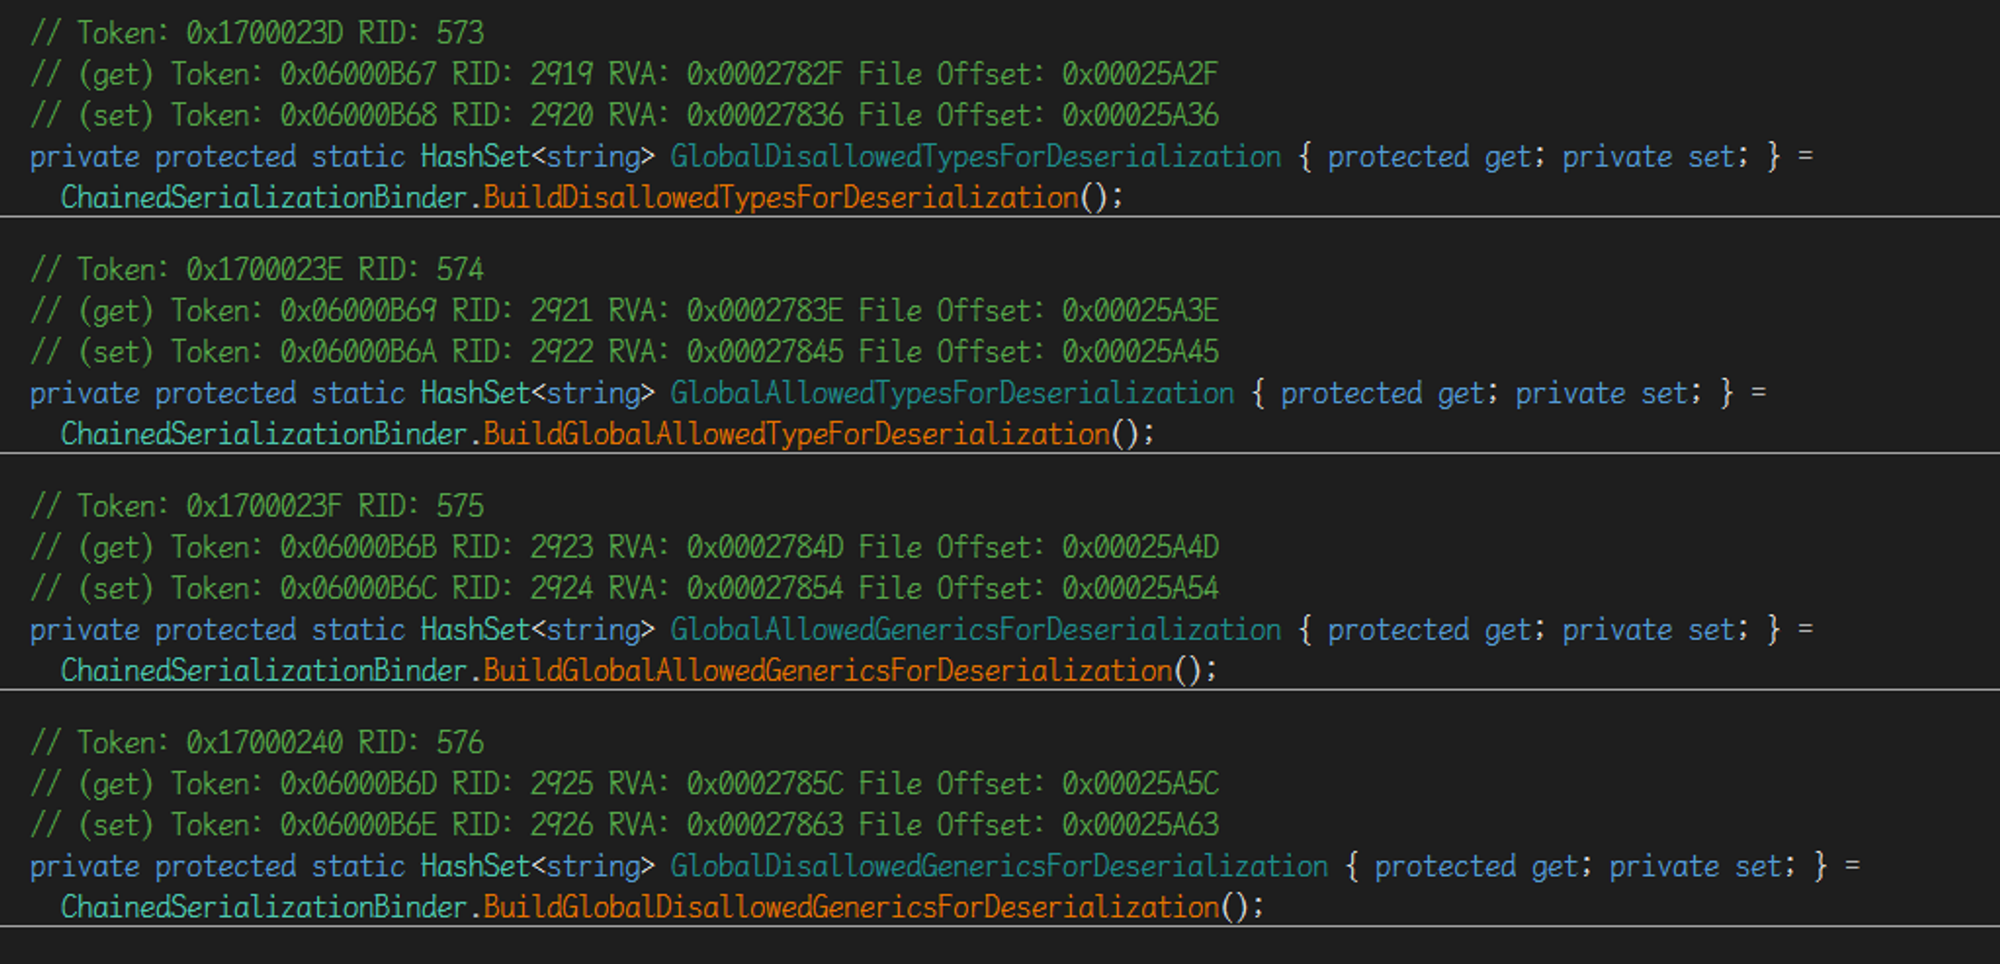 // Token: 0x1700023D RID: 573
// (get) Token: 0x06000B67 RID: 2919 RVA: 0x0002782F File Offset: 0x00025A2F
// (set) Token: 0x06000B68 RID: 2920 RVA: 0x00027836 File Offset: 0x00025A36
private protected static HashSet<string> GlobalDisallowedTypesForDeserialization { protected get; private set; } =
ChainedSerializationBinder.BuildDisallowedTypesForDeserialization();
// Token: 0x1700023E RID: 574
// (get) Token: 0x06000B69 RID: 2921 RVA: 0x0002783E File Offset: 0x00025A3E
// (set) Token: 0x06000B6A RID: 2922 RVA: 0x00027845 File Offset: 0x00025A45
private protected static HashSet<string> GlobalAllowedTypesForDeserialization { protected get; private set; } =
ChainedSerializationBinder.BuildGlobalAllowedTypeForDeserialization();
// Token: 0x1700023F RID: 575
// (get) Token: 0x06000B6B RID: 2923 RVA: 0x0002784D File Offset: 0x00025A4D
// (set) Token: 0x06000B6C RID: 2924 RVA: 0x00027854 File Offset: 0x00025A54
private protected static HashSet<string> GlobalAllowedGenericsForDeserialization { protected get; private set; } =
ChainedSerializationBinder.BuildGlobalAllowedGenericsForDeserialization();
// Token: 0x17000240 RID: 576
// (get) Token: 0x06000B6D RID: 2925 RVA: 0x0002785C File Offset: 0x00025A5C
// (set) Token: 0x06000B6E RID: 2926 RVA: 0x00027863 File Offset: 0x00025A63
private protected static HashSet<string> GlobalDisallowedGenericsForDeserialization { protected get; private set; } =
ChainedSerializationBinder.BuildGlobalDisallowedGenericsForDeserialization();